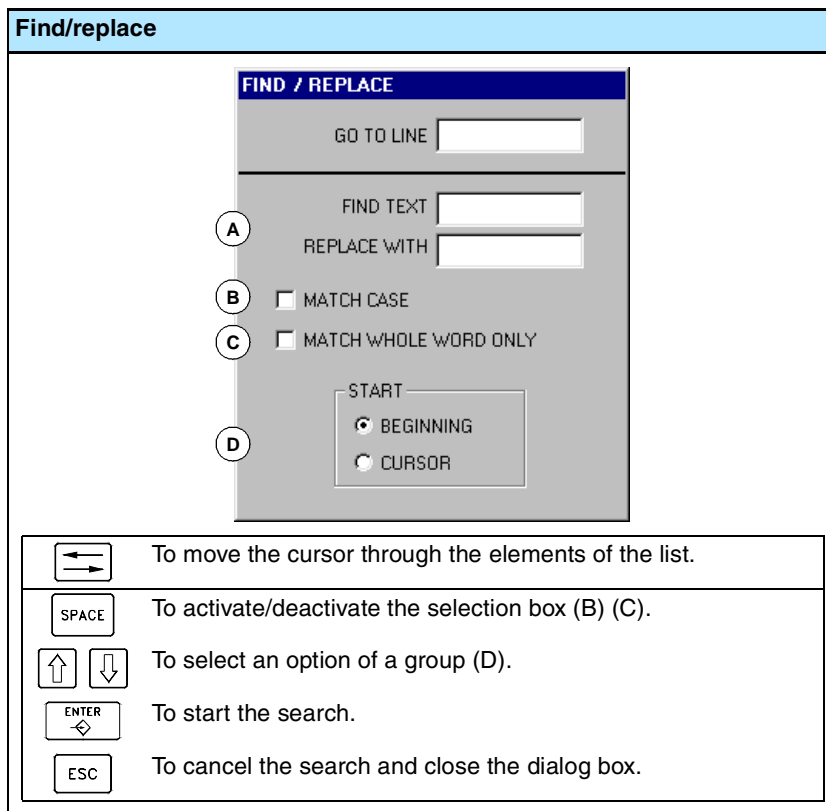 Find/replace
FIND / REPLACE
GO TO LINE
FIND TEXT
A
REPLACE WITH
B
MATCH CASE
C
MATCH WHOLE WORD ONLY
START
BEGINNING
D
CURSOR
To move the cursor through the elements of the list.
SPACE To activate/deactivate the selection box (B) (C).
To select an option of a group (D).
ENTER To start the search.
ESC To cancel the search and close the dialog box.